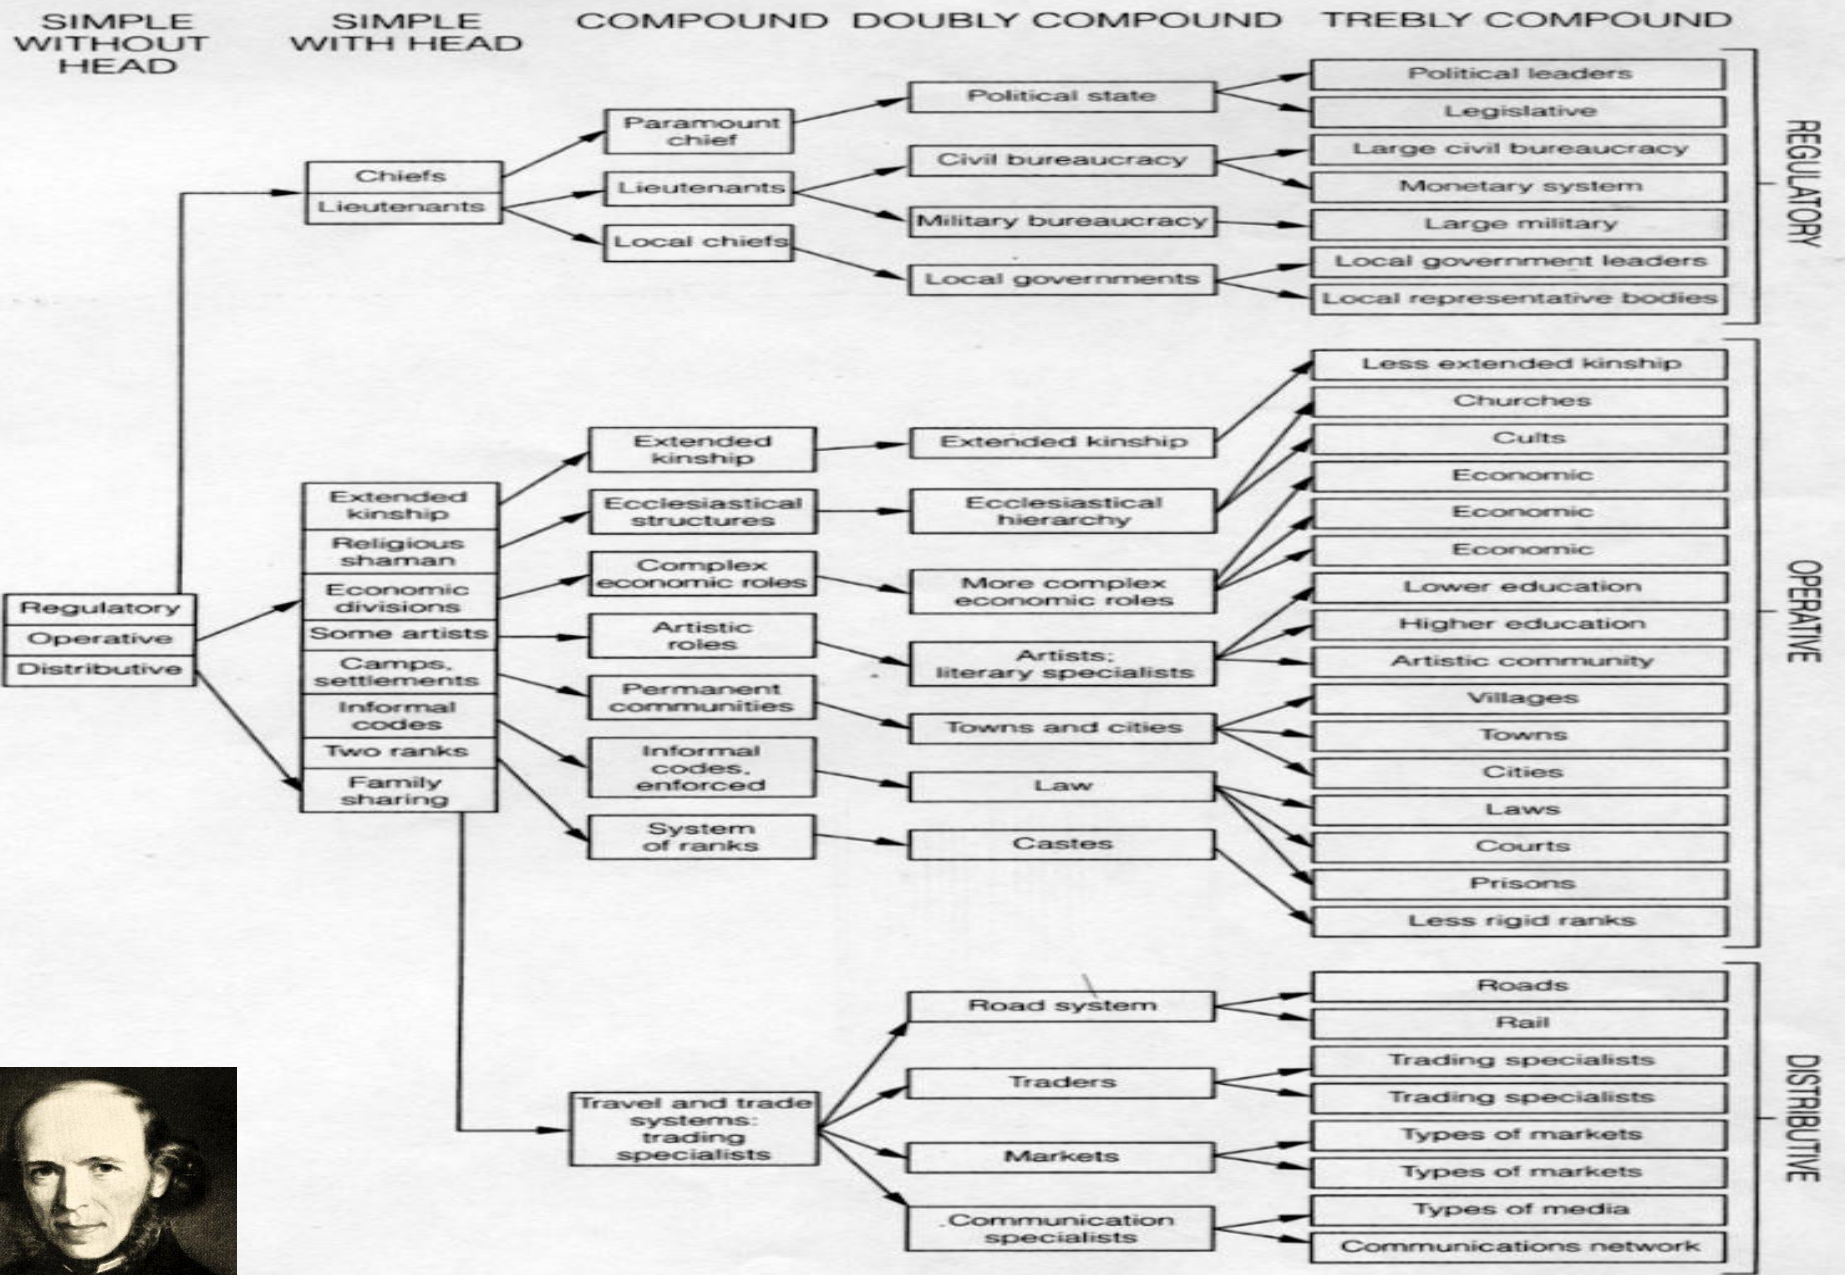 SIMPLE
WITHOUT
HEAD
SIMPLE
WITH HEAD
COMPOUND
DOUBLY COMPOUND
TREBLY COMPOUND
Regulatory
Operative
Distributive
Chiefs
Lieutenants
Extended
kinship
Religious
shaman
Economic
divisions
Some artists
Camps,
settlements
Informal
codes
Two ranks
Family
sharing
Paramount
chief
Lieutenants
Local chiefs
Extended
kinship
Ecclesiastical
structures
Complex
economic roles
Artistic
roles
Permanent
communities
Informal
codes,
enforced
System
of ranks
Travel and trade
systems:
trading
specialists
Political state
Civil bureaucracy
Military bureaucracy
Local governments
Extended kinship
Ecclesiastical
hierarchy
More complex
economic roles
Artists;
literary specialists
Towns and cities
Law
Castes
Road system
Traders
Markets
Communication
specialists
Political leaders
Legislative
Large civil bureaucracy
Monetary system
Large military
Local government leaders
Local representative bodies
Less extended kinship
Churches
Cults
Economic
Economic
Economic
Lower education
Higher education
Artistic community
Villages
Towns
Cities
Laws
Courts
Prisons
Less rigid ranks
Roads
Rail
Trading specialists
Trading specialists
Types of markets
Types of markets
Types of media
Communications network
REGULATORY
OPERATIVE
DISTRIBUTIVE